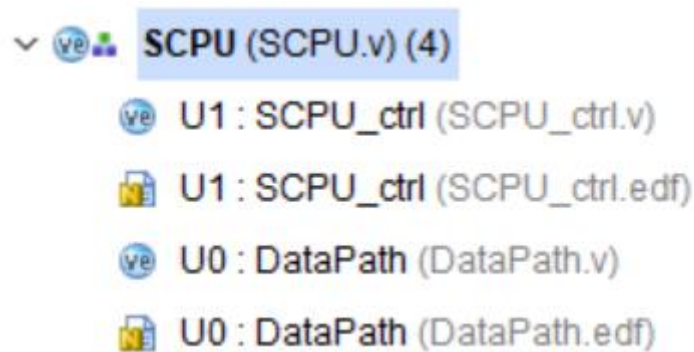 SCPU (SCPU.v) (4)
U1 : SCPU_ctrl (SCPU_ctrl.v)
U1 : SCPU_ctrl (SCPU_ctrl.edf)
U0 : DataPath (DataPath.v)
U0 : DataPath (DataPath.edf)